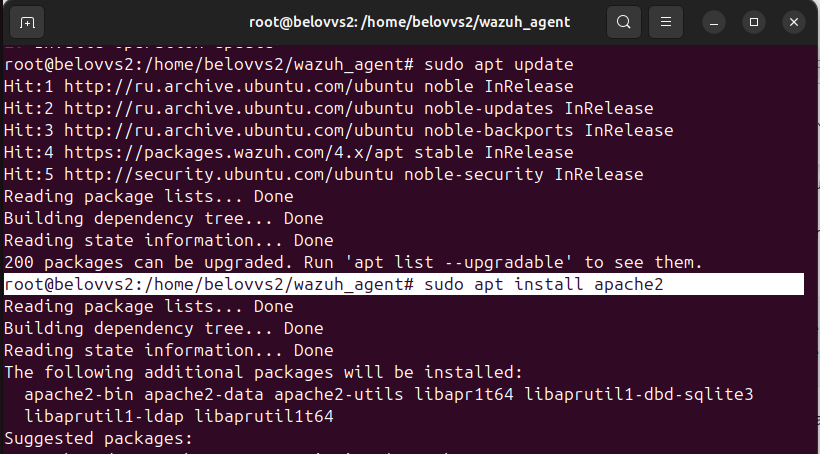 root@belovvs2: /home/belovvs2/wazuh_agent
root@belovvs2:/home/belovvs2/wazuh_agent# sudo apt update
Hit:1 http://ru.archive.ubuntu.com/ubuntu noble InRelease
Hit:2 http://ru.archive.ubuntu.com/ubuntu noble-updates InRelease
Hit:3 http://ru.archive.ubuntu.com/ubuntu noble-backports InRelease
Hit:4 https://packages.wazuh.com/4.x/apt stable InRelease
Hit:5 http://security.ubuntu.com/ubuntu noble-security InRelease
Reading package lists... Done
Building dependency tree... Done
Reading state information... Done
200 packages can be upgraded. Run 'apt list --upgradable' to see them.
root@belovvs2:/home/belovvs2/wazuh_agent# sudo apt install apache2
Reading package lists... Done
Building dependency tree... Done
Reading state information... Done
The following additional packages will be installed:
apache2-bin apache2-data apache2-utils libapr1t64 libaprutil1-dbd-sqlite3
libaprutil1-ldap libaprutil1t64
Suggested packages: